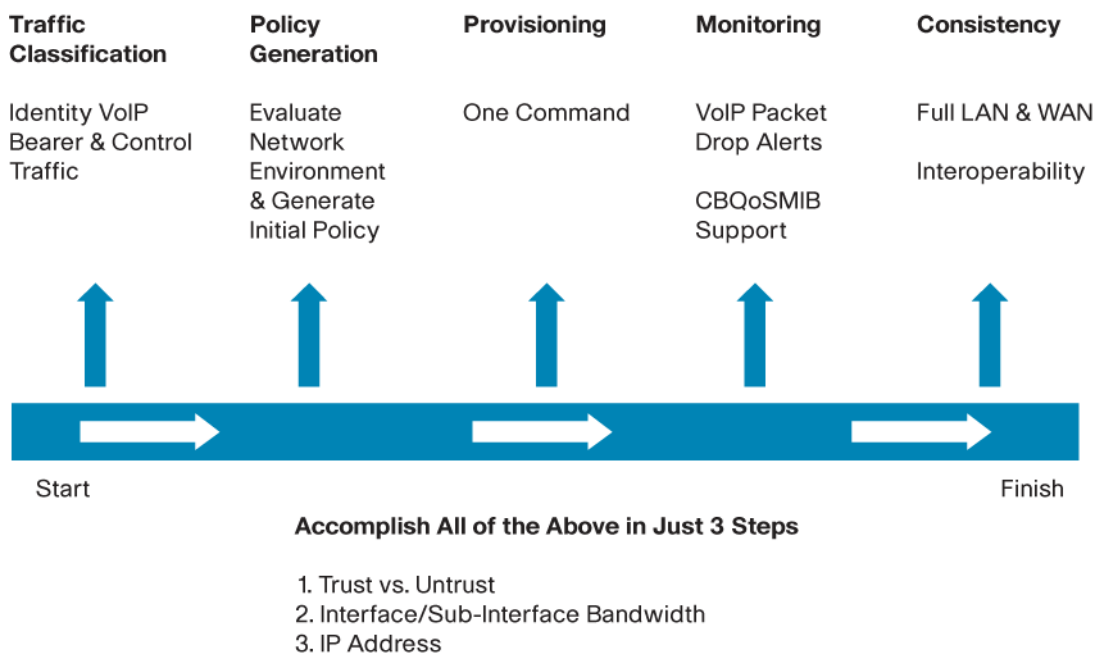 Traffic
Classification
Identity VoIP
Bearer & Control
Traffic
Policy
Generation
Evaluate
Network
Environment
& Generate
Initial Policy
Provisioning
One Command
Monitoring
VoIP Packet
Drop Alerts
CBQoSMIB
Support
Consistency
Full LAN & WAN
Interoperability
Start
Finish
Accomplish All of the Above in Just 3 Steps
1. Trust vs. Untrust
2. Interface/Sub-Interface Bandwidth
3. IP Address